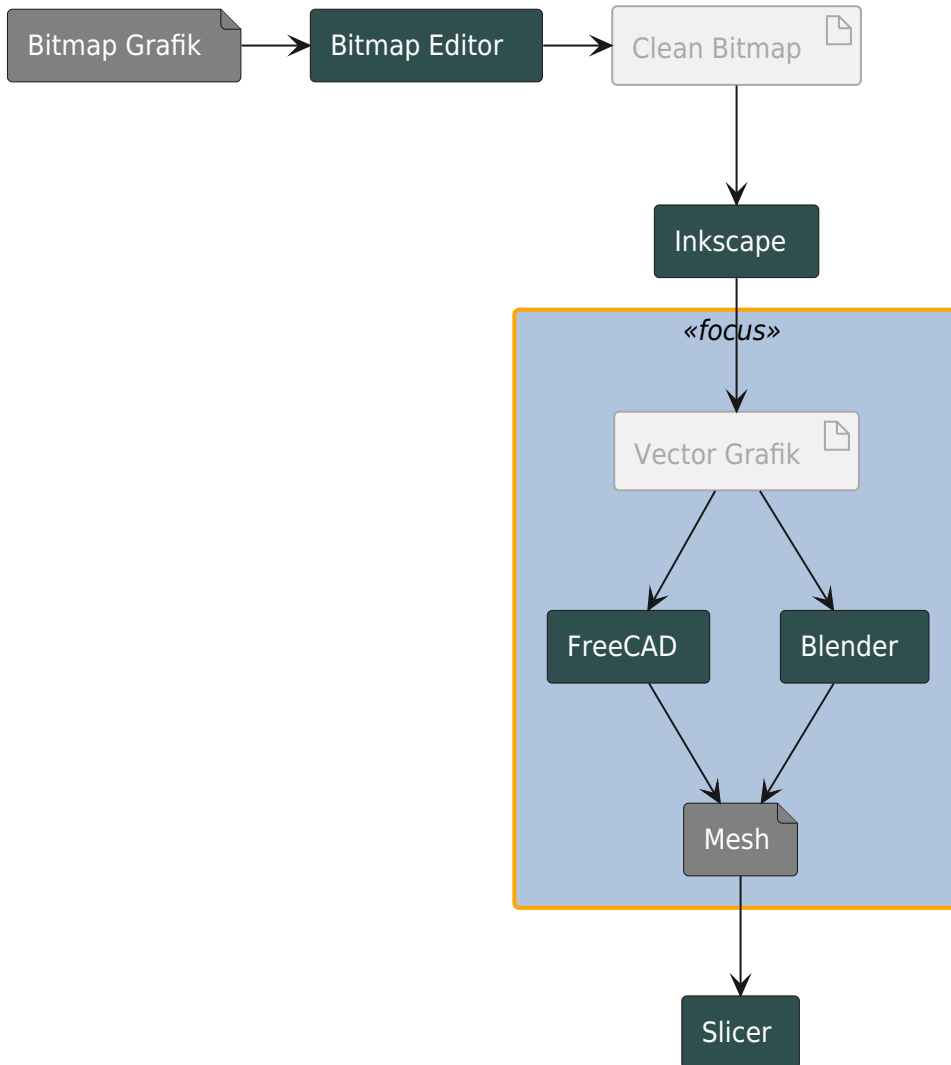 Bitmap Grafik
Bitmap Editor
Clean Bitmap
Inkscape
«focus»
Vector Grafik
FreeCAD
Blender
Mesh
Slicer